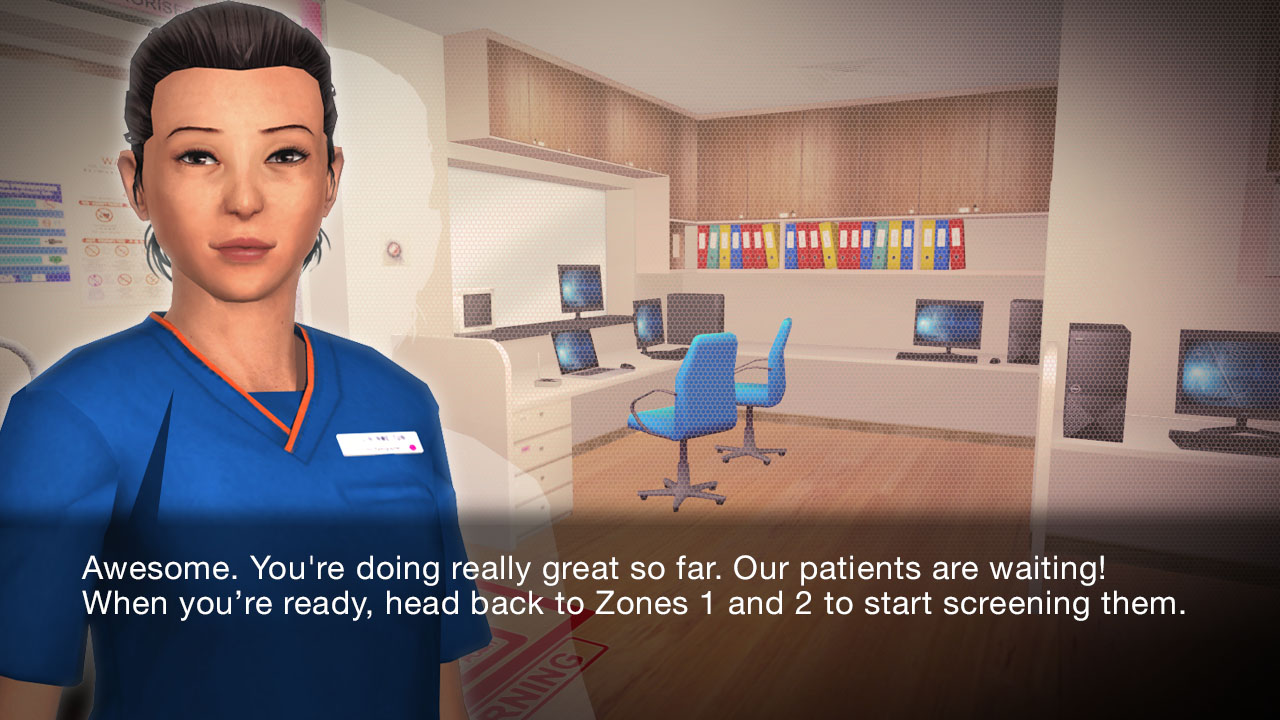 Awesome. You're doing really great so far. Our patients are waiting!
When you’re ready, head back to Zones 1 and 2 to start screening them.